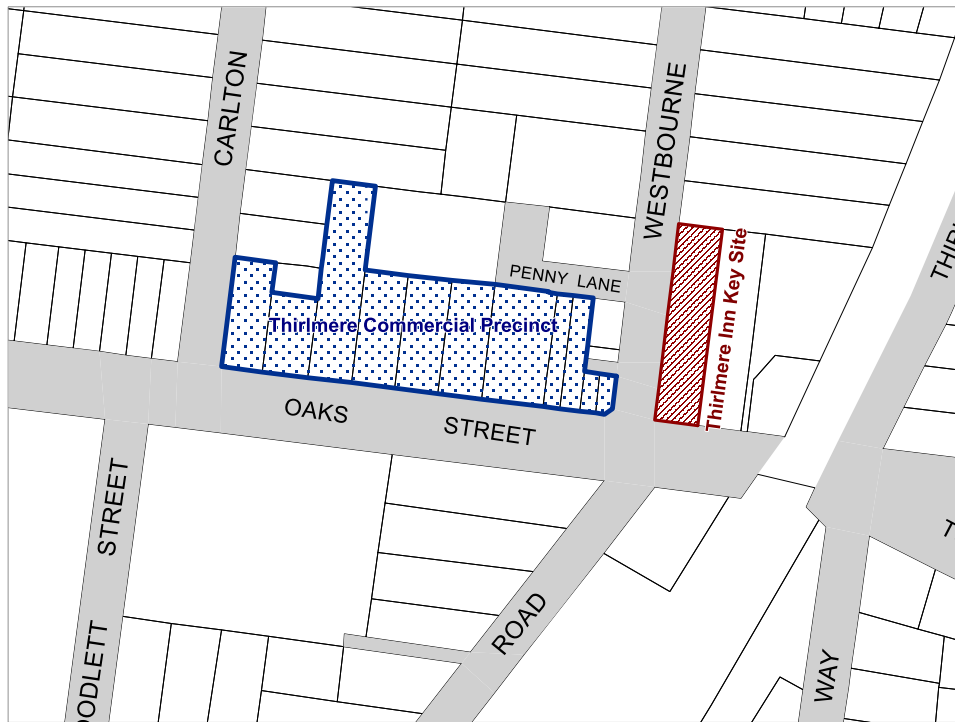 CARLTON
WESTBOURNE
PENNY LANE
Thirlmere Commercial Precinct
Thirlmere Inn Key Site
OAKS STREET
STREET
ROAD
WAY